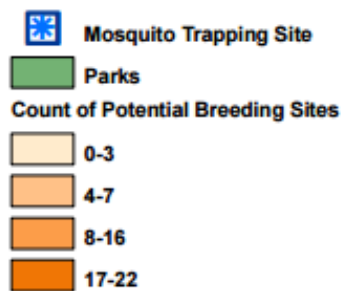 Mosquito Trapping Site
Parks
Count of Potential Breeding Sites
0-3
4-7
8-16
17-22